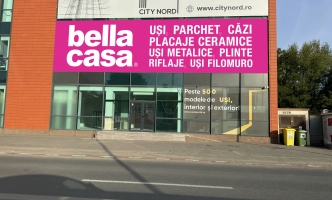 CITY NORD
www.citynord.ro
bella
casa®
UȘI PARCHET CĂZI
PLACAJE CERAMICE
UȘI METALICE PLINTE
RIFLAJE, UȘI FILOMURO
Peste 500
modele de UȘI,
interior și exterior